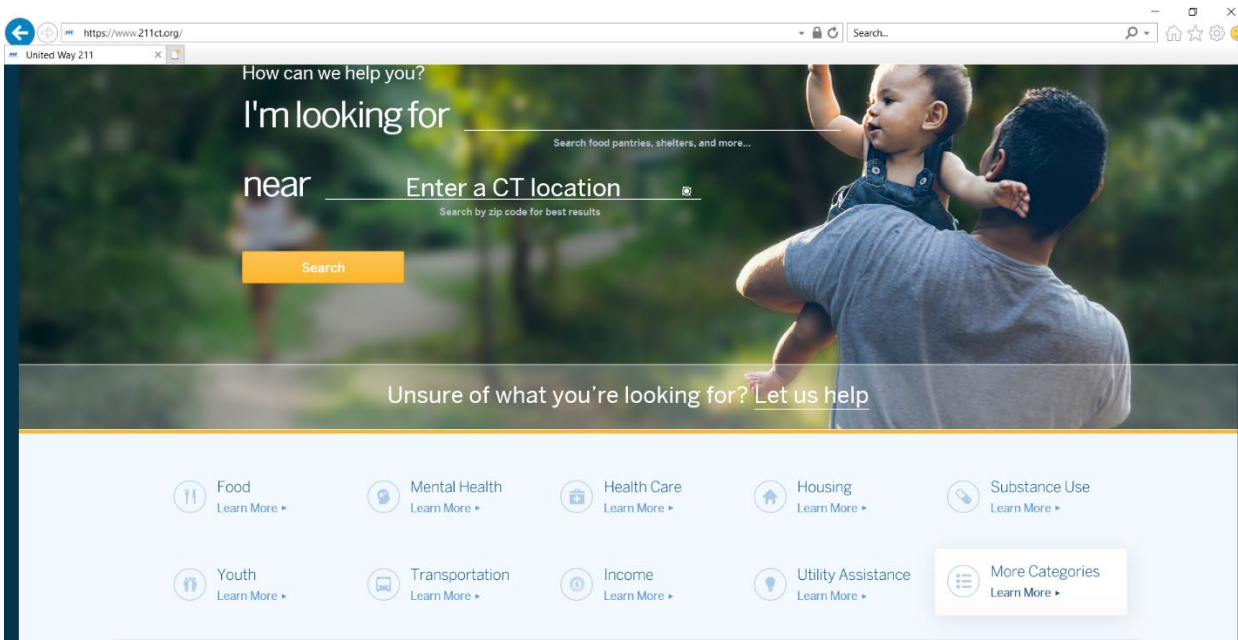 https://www.211ct.org/
Search...
United Way 211
How can we help you?
I'm looking for
Search food pantries, shelters, and more...
near Enter a CT location
Search by zip code for best results
Search
Unsure of what you're looking for? Let us help
Food
Learn More
Mental Health
Learn More
Health Care
Learn More
Housing
Learn More
Substance Use
Learn More
Youth
Learn More
Transportation
Learn More
Income
Learn More
Utility Assistance
Learn More
More Categories
Learn More